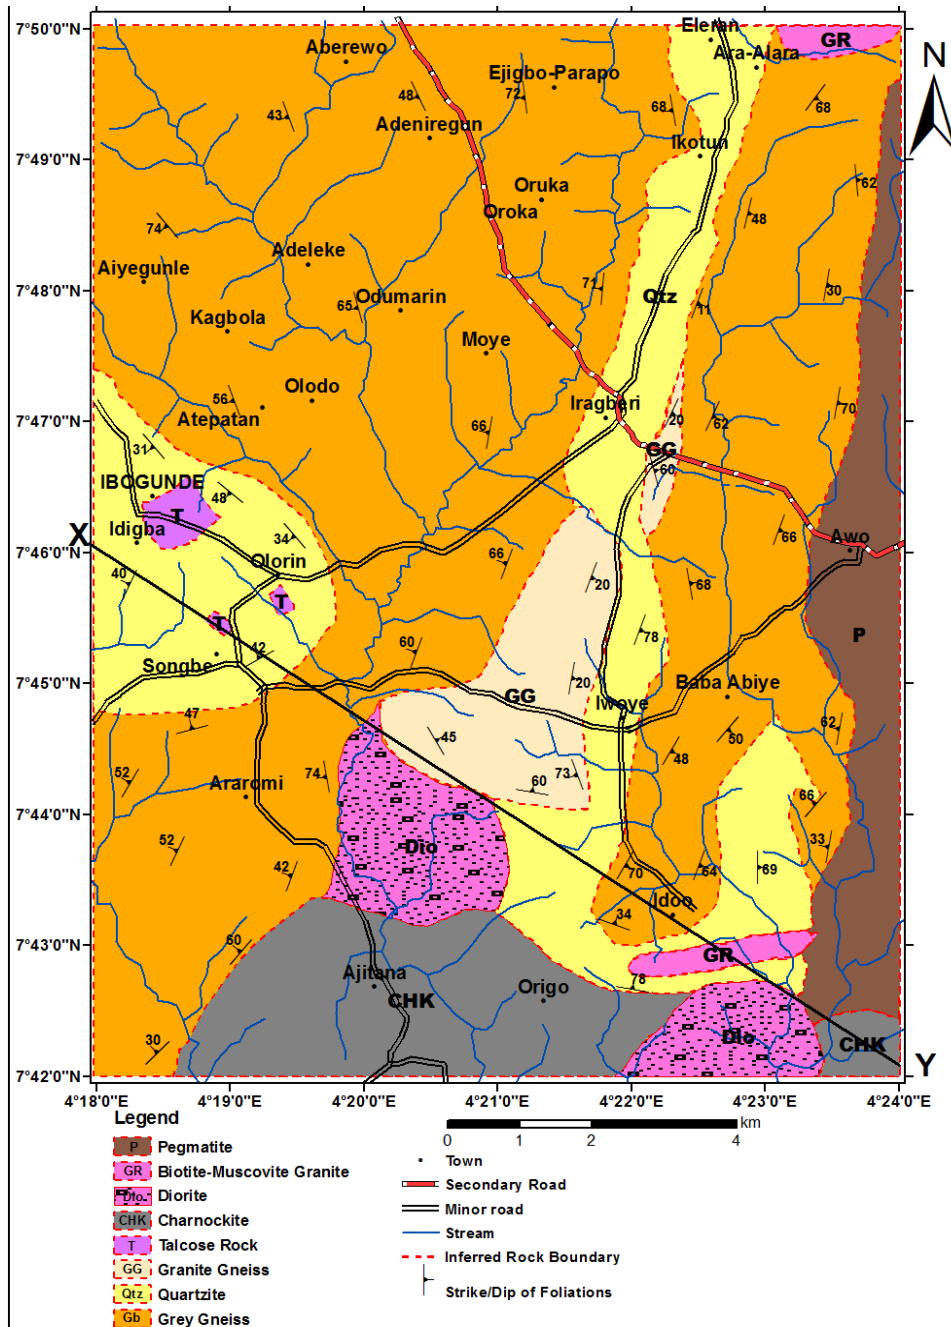 7°50'0"N
7°49'0"N
7°48'0"N
7°47'0"N
7°46'0"N
7°45'0"N
7°44'0"N
7°43'0"N
7°42'0"N
4°18'0"E
4°19'0"E
4°20'0"E
4°21'0"E
4°22'0"E
4°23'0"E
4°24'0"E
N
X
Y
Eleran
Ara-Alara
GR
Aberewo
Ejigbo-Parapo
Adeniregun
Ikotun
Oruka
Oroka
Adeleke
Aiyegunle
Odumarin
Kagbola
Qtz
Moye
Olodo
Atepatan
Iragberi
GG
IBOGUNDE
T
Idigba
Olorin
Awo
T
T
P
Songbe
GG
Iwoye
Baba Abiye
Araromi
Dio
Idoo
GR
Ajitana
CHK
Origo
Dio
CHK
43
48
72
68
68
62
74
48
71
30
65
11
56
66
20
62
70
31
60
48
34
66
66
40
20
68
42
60
78
20
47
45
48
50
62
52
74
60
73
66
52
42
70
64
69
33
34
60
78
30
Legend
P Pegmatite
GR Biotite-Muscovite Granite
Dio Diorite
CHK Charnockite
T Talcose Rock
GG Granite Gneiss
Qtz Quartzite
Gb Grey Gneiss
0 1 2 4 km
Town
Secondary Road
Minor road
Stream
Inferred Rock Boundary
Strike/Dip of Foliations